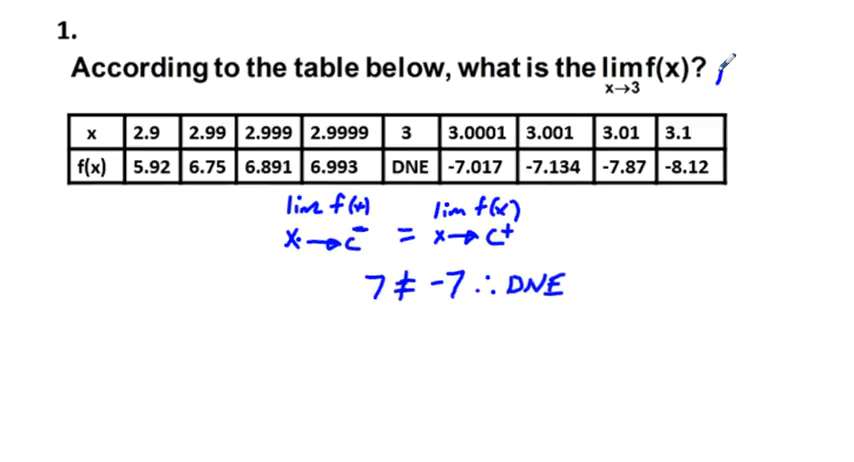 1.
According to the table below, what is the lim f(x)?
x→3
x 2.9 2.99 2.999 2.9999 3 3.0001 3.001 3.01 3.1
f(x) 5.92 6.75 6.891 6.993 DNE -7.017 -7.134 -7.87 -8.12
lim f(x) lim f(x)
x→c⁻ = x→c⁺
7 ≠ -7 ∴ DNE